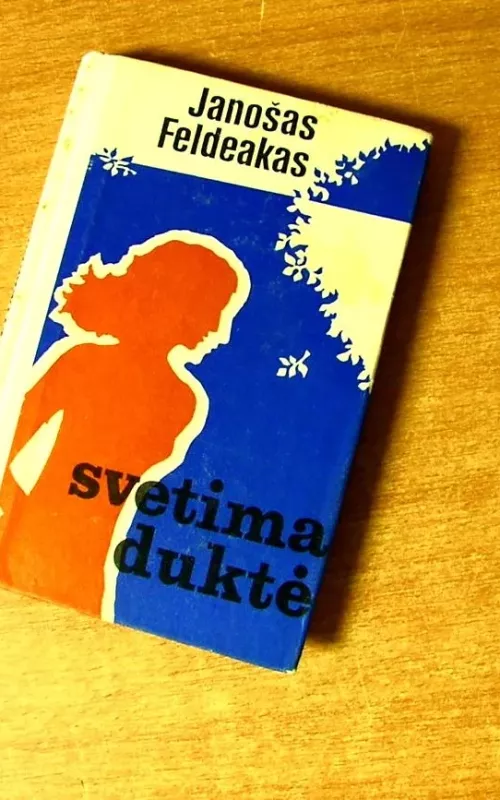 Janošas
Feldeakas
svetima
duktė